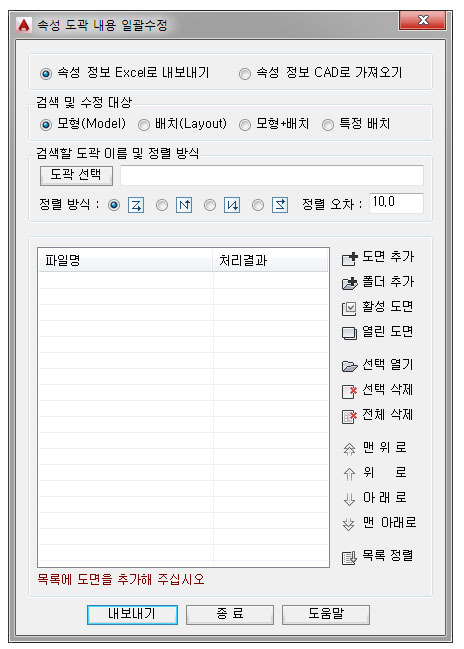 속성 도곽 내용 일괄수정
속성 정보 Excel로 내보내기 속성 정보 CAD로 가져오기
검색 및 수정 대상
모형(Model) 배치(Layout) 모형+배치 특정 배치
검색할 도곽 이름 및 정렬 방식
도곽 선택
정렬 방식 : 정렬 오차 : 10,0
파일명 처리결과
도면 추가
폴더 추가
활성 도면
열린 도면
선택 열기
선택 삭제
전체 삭제
맨 위 로
위 로
아 래 로
맨 아래로
목록 정렬
목록에 도면을 추가해 주십시오
내보내기 종 료 도움말